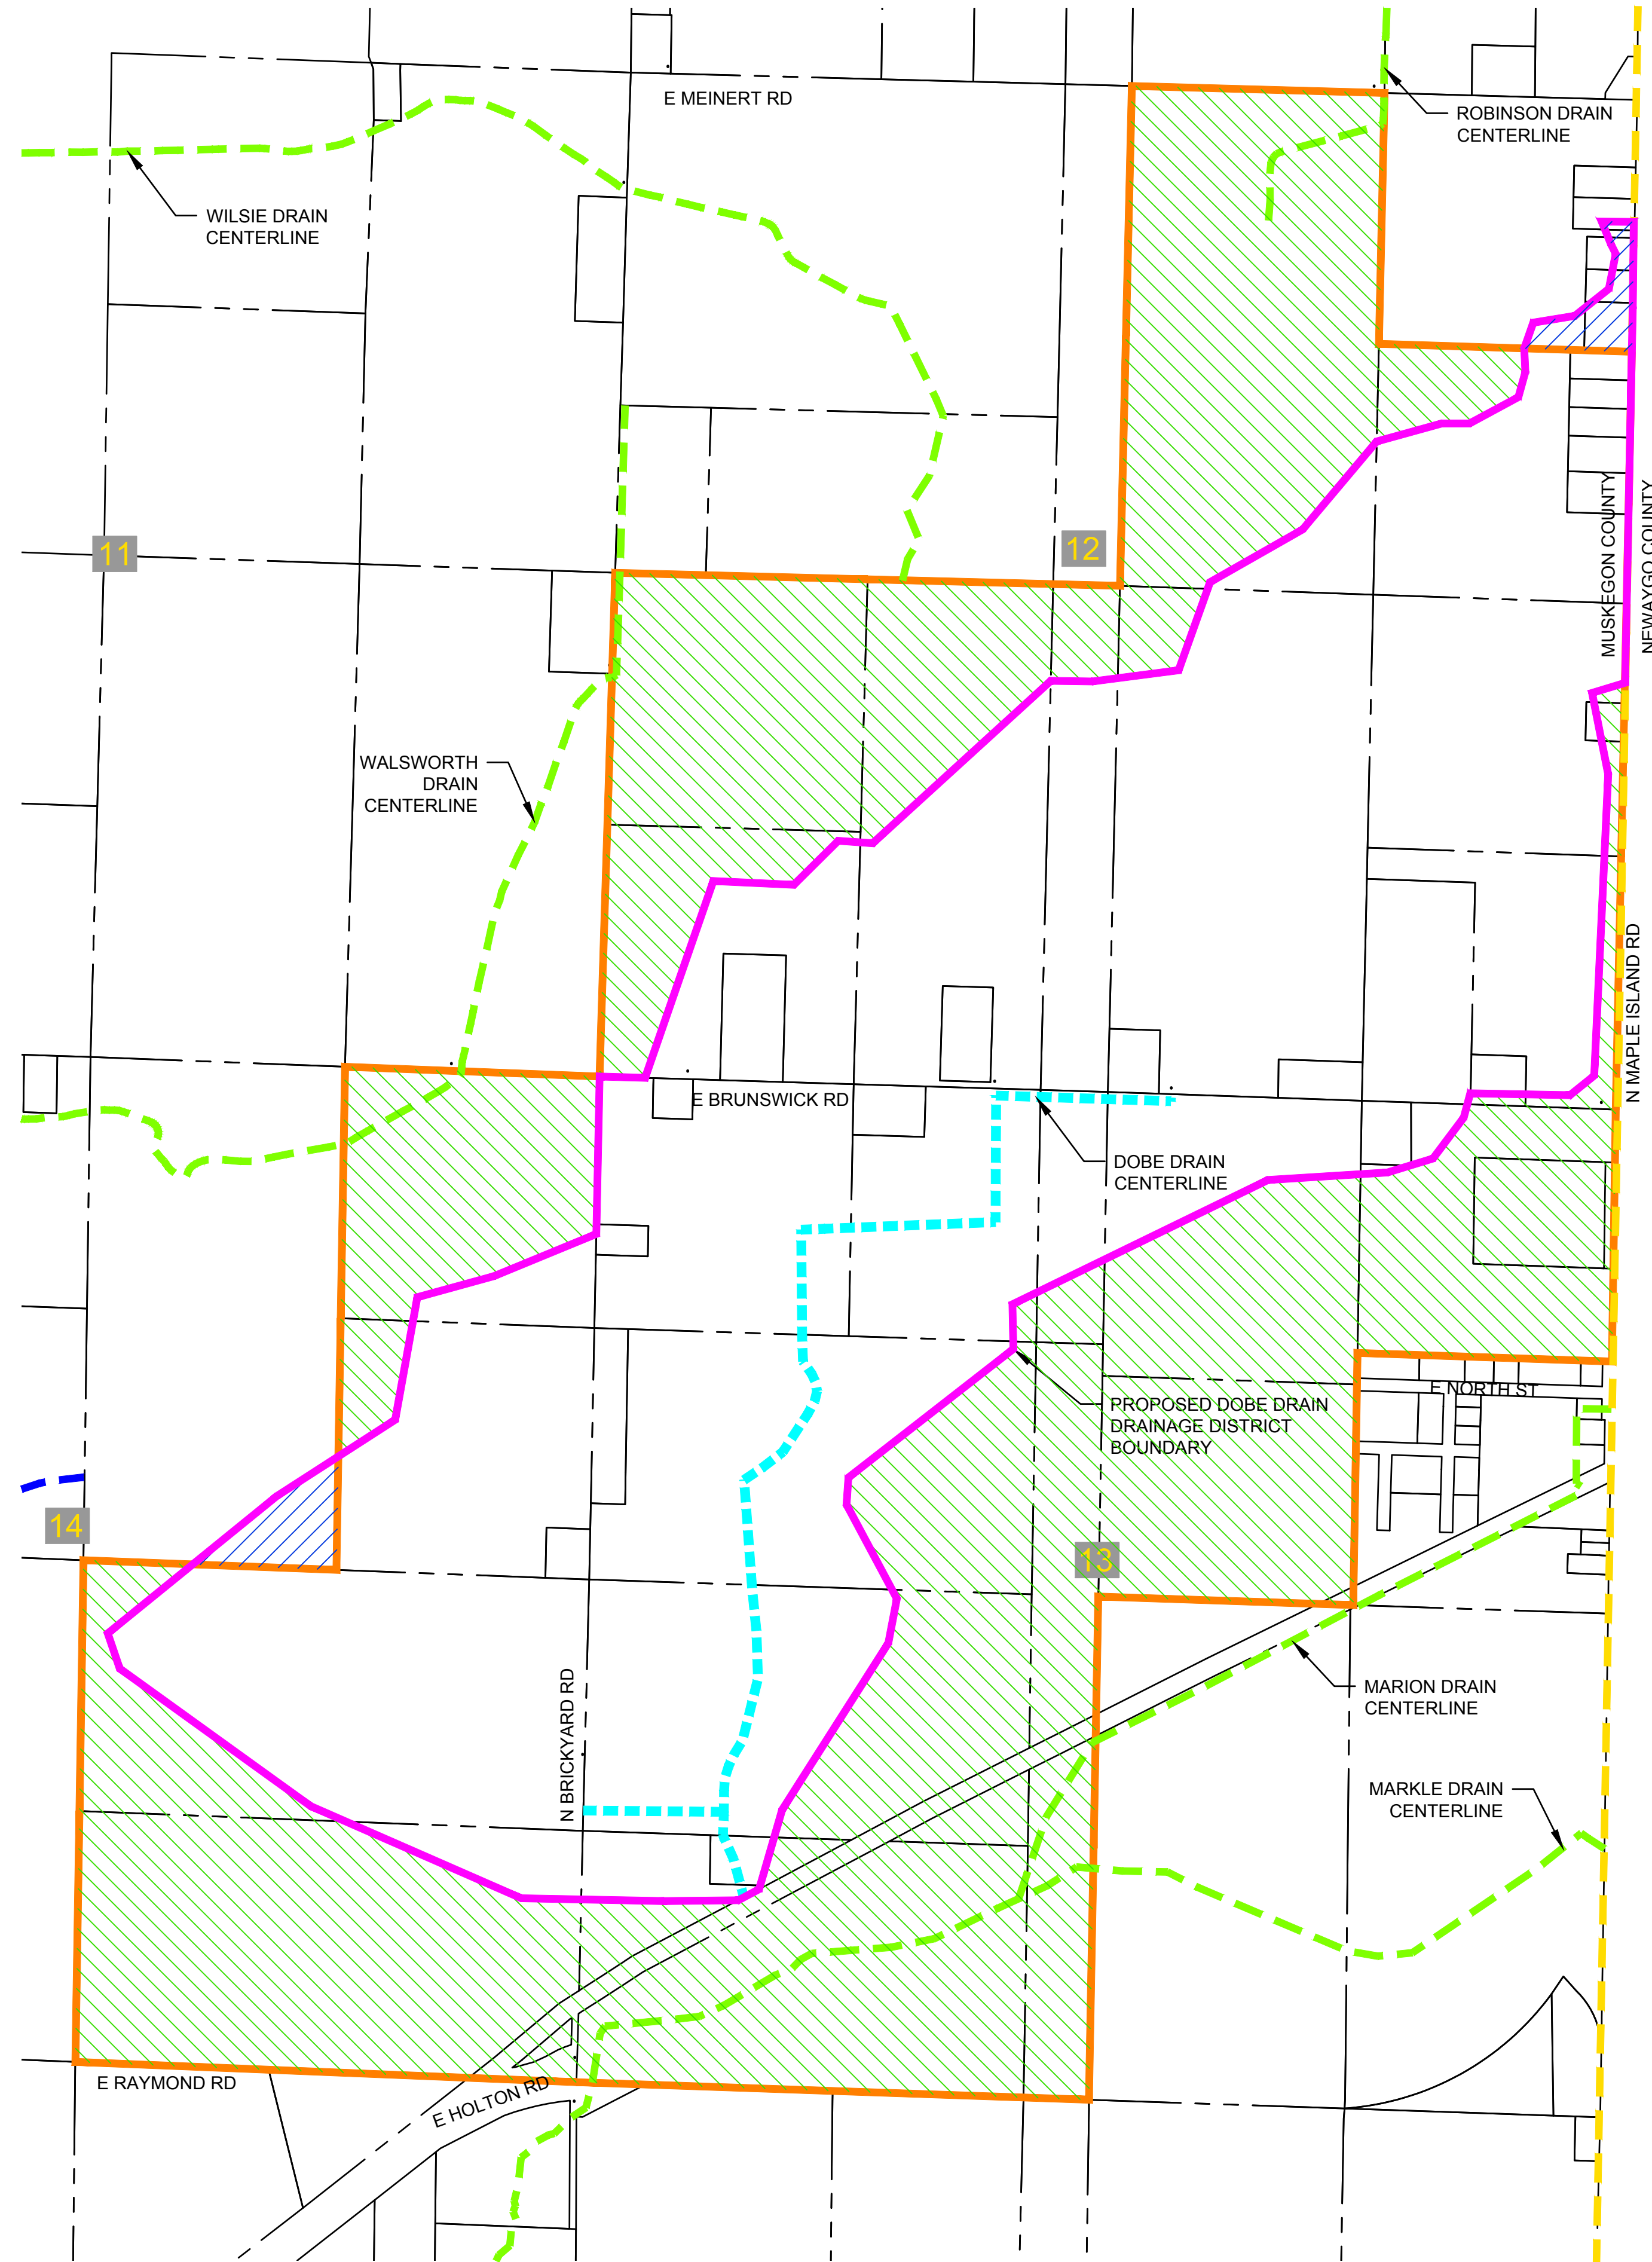 E MEINERT RD
ROBINSON DRAIN
CENTERLINE
WILSIE DRAIN
CENTERLINE
11
12
MUSKEGON COUNTY
NEWAYGO COUNTY
WALSWORTH
DRAIN
CENTERLINE
N MAPLE ISLAND RD
E BRUNSWICK RD
DOBE DRAIN
CENTERLINE
E NORTH ST
PROPOSED DOBE DRAIN
DRAINAGE DISTRICT
BOUNDARY
14
13
N BRICKYARD RD
MARION DRAIN
CENTERLINE
MARKLE DRAIN
CENTERLINE
E RAYMOND RD
E HOLTON RD